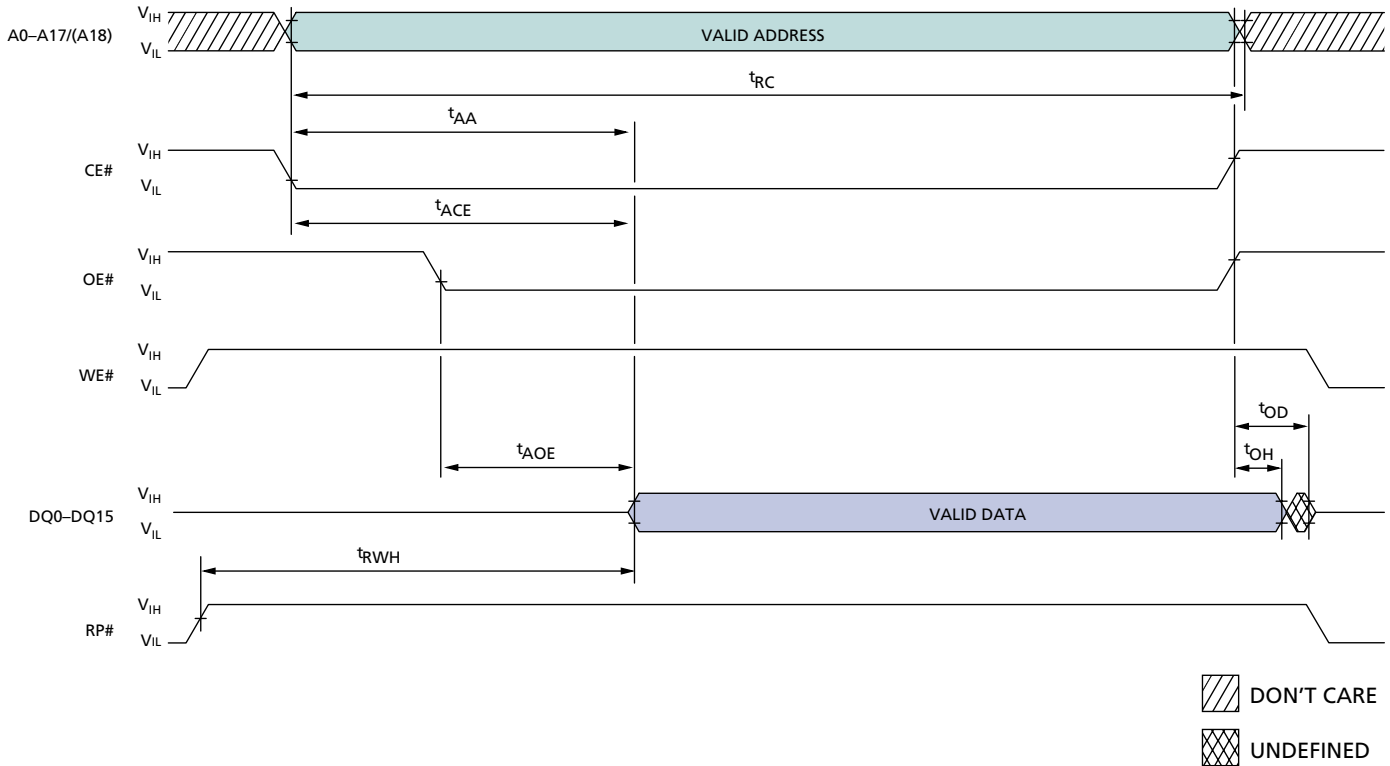 VIH
A0–A17/(A18)
VALID ADDRESS
VIL
tRC
tAA
VIH
CE#
VIL
tACE
VIH
OE#
VIL
VIH
WE#
VIL
tOD
tAOE
tOH
VIH
DQ0–DQ15
VALID DATA
VIL
tRWH
VIH
RP#
VIL
DON'T CARE
UNDEFINED